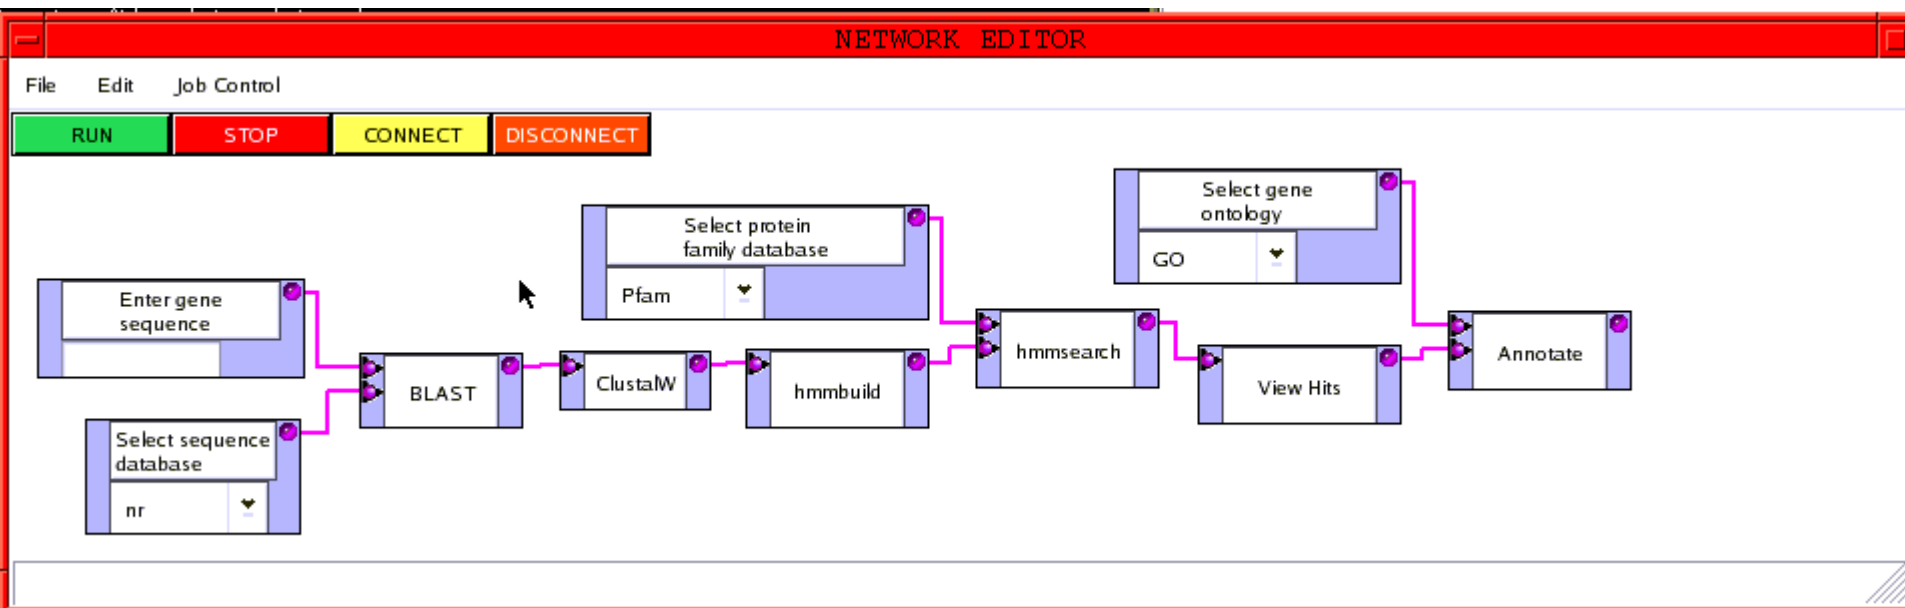 NETWORK EDITOR
File Edit Job Control
RUN STOP CONNECT DISCONNECT
Select gene
ontology
GO
Select protein
family database
Pfam
Enter gene
sequence
BLAST
ClustalW
hmmbuild
hmmsearch
View Hits
Annotate
Select sequence
database
nr